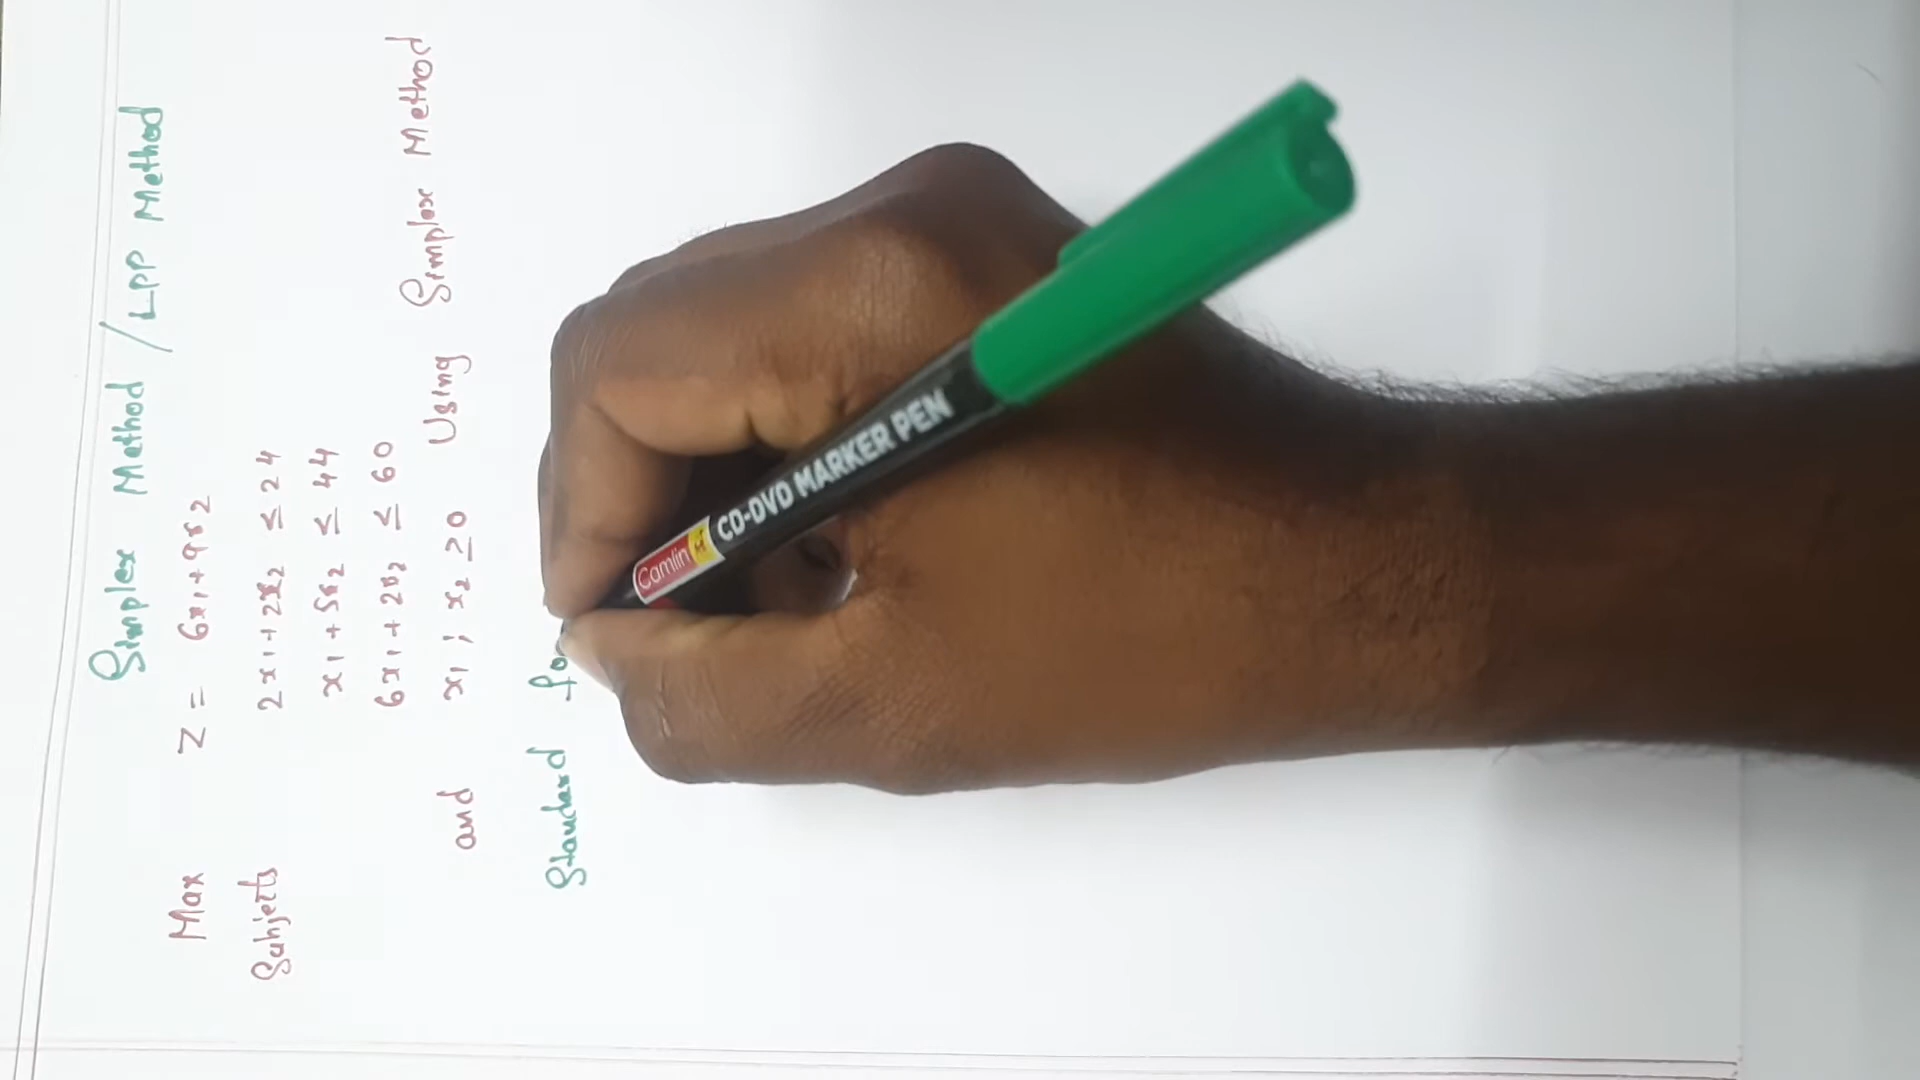 Simplex Method / LPP Method
Max Z = 6x1 + 9x2
Subjects 2x1 + 2x2 ≤ 24
x1 + 5x2 ≤ 44
6x1 + 2x2 ≤ 60
and x1 ; x2 ≥ 0 Using Simplex Method
Standard fo
Camlin CD-DVD MARKER PEN